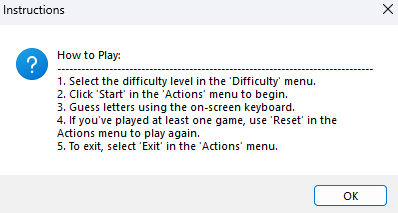 Instructions
How to Play:
--------------------------------------------------------------------------------
1. Select the difficulty level in the 'Difficulty' menu.
2. Click 'Start' in the 'Actions' menu to begin.
3. Guess letters using the on-screen keyboard.
4. If you've played at least one game, use 'Reset' in the
Actions menu to play again.
5. To exit, select 'Exit' in the 'Actions' menu.
OK